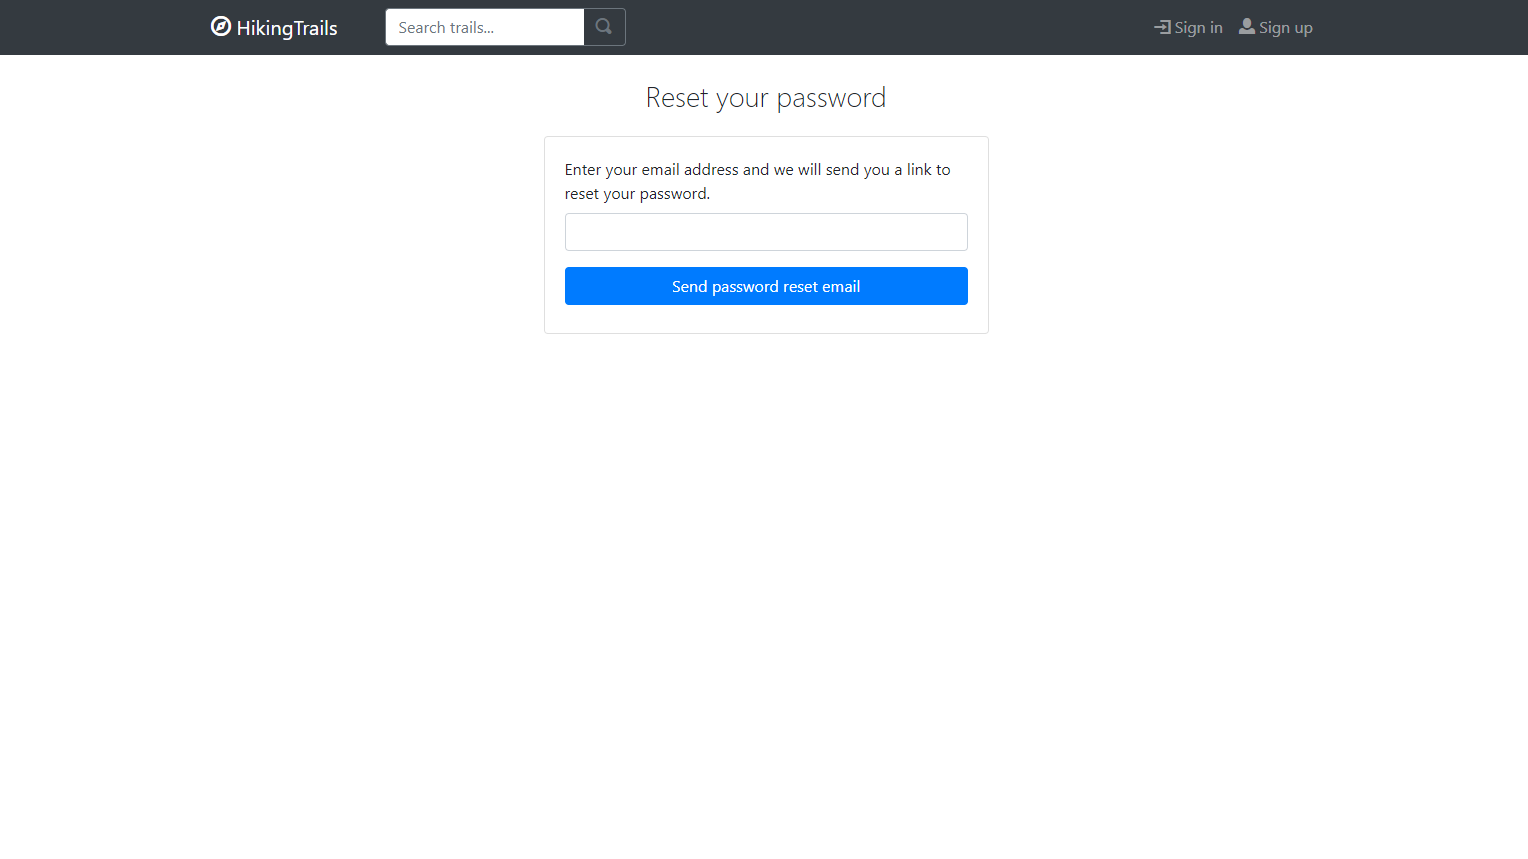 HikingTrails
Search trails...
Sign in
Sign up
Reset your password
Enter your email address and we will send you a link to
reset your password.
Send password reset email